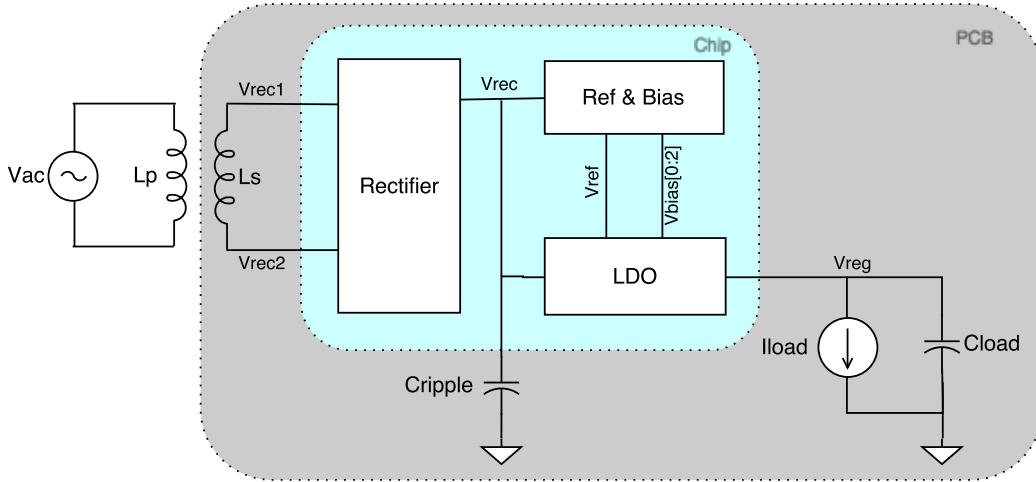 PCB
Chip
Vrec1
Vrec
Ref & Bias
Vac
Lp
Ls
Rectifier
Vref
Vbias[0:2]
Vrec2
LDO
Vreg
Iload
Cload
Cripple